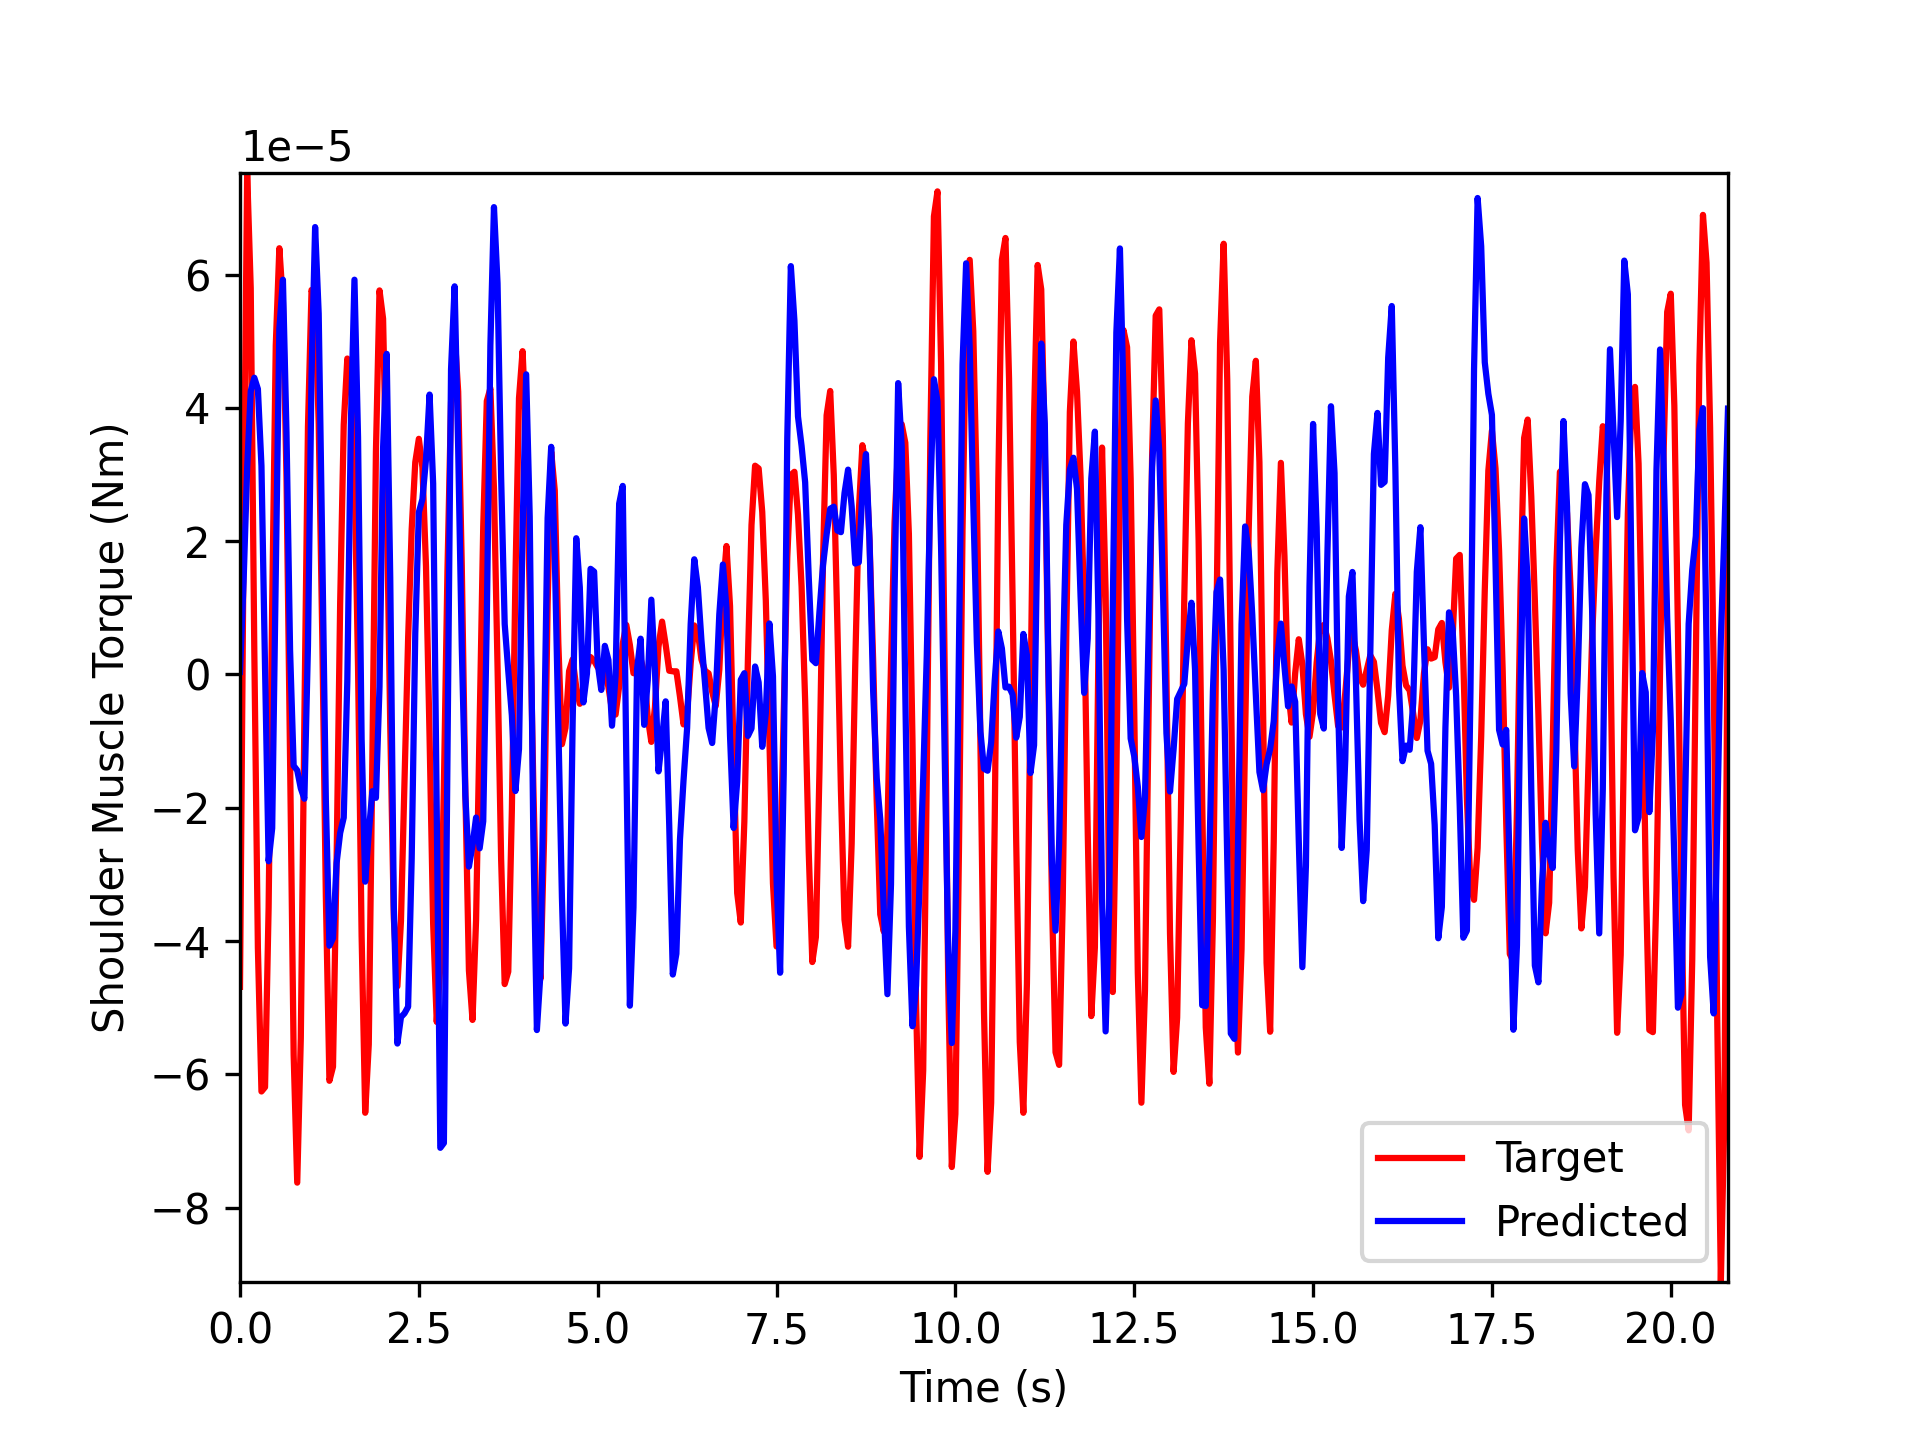 1e−5
Shoulder Muscle Torque (Nm)
6
4
2
0
−2
−4
−6
−8
Target
Predicted
0.0 2.5 5.0 7.5 10.0 12.5 15.0 17.5 20.0
Time (s)